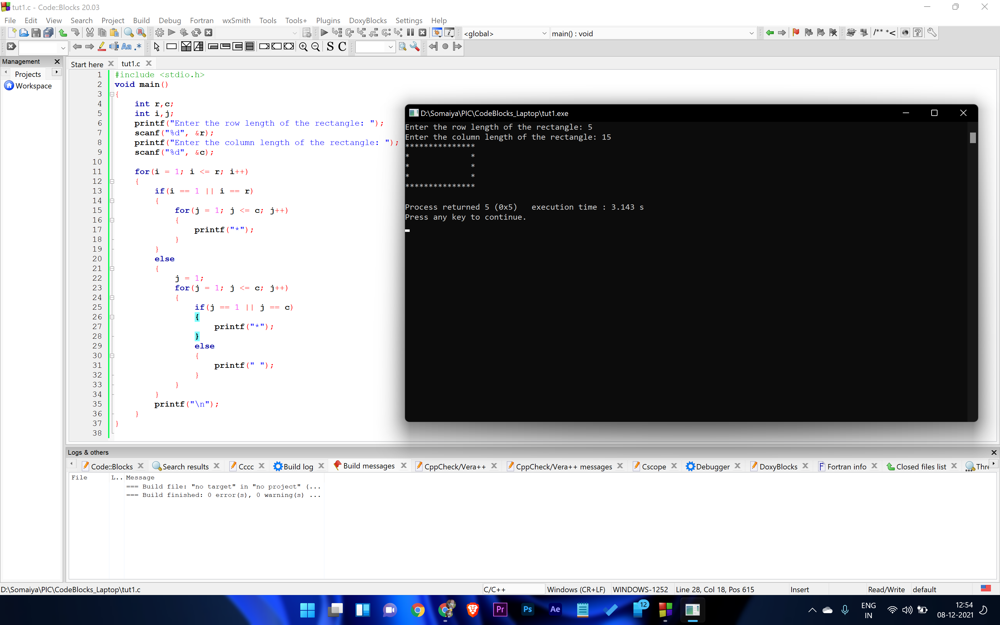 tut1.c - Code::Blocks 20.03
File Edit View Search Project Build Debug Fortran wxSmith Tools Tools+ Plugins DoxyBlocks Settings Help
<global> main() : void /** *<
Aa .* S C
Management
Start here tut1.c
Projects
Workspace
1 #include <stdio.h>
2 void main()
3 {
4 int r,c;
5 int i,j;
6 printf("Enter the row length of the rectangle: ");
7 scanf("%d", &r);
8 printf("Enter the column length of the rectangle: ");
9 scanf("%d", &c);
10
11 for(i = 1; i <= r; i++)
12 {
13 if(i == 1 || i == r)
14 {
15 for(j = 1; j <= c; j++)
16 {
17 printf("*");
18 }
19 }
20 else
21 {
22 j = 1;
23 for(j = 1; j <= c; j++)
24 {
25 if(j == 1 || j == c)
26 {
27 printf("*");
28 }
29 else
30 {
31 printf(" ");
32 }
33 }
34 }
35 printf("\n");
36 }
37 }
38
D:\Somaiya\PIC\CodeBlocks_Laptop\tut1.exe
Enter the row length of the rectangle: 5
Enter the column length of the rectangle: 15
***************
*             *
*             *
*             *
***************
Process returned 5 (0x5)   execution time : 3.143 s
Press any key to continue.
Logs & others
Code::Blocks Search results Cccc Build log Build messages CppCheck/Vera++ CppCheck/Vera++ messages Cscope Debugger DoxyBlocks Fortran info Closed files list Thre
File L.. Message
=== Build file: "no target" in "no project" (...
=== Build finished: 0 error(s), 0 warning(s) ...
D:\Somaiya\PIC\CodeBlocks_Laptop\tut1.c C/C++ Windows (CR+LF) WINDOWS-1252 Line 28, Col 18, Pos 615 Insert Read/Write default
Pr Ps Ae 12
ENG
IN
12:54
08-12-2021